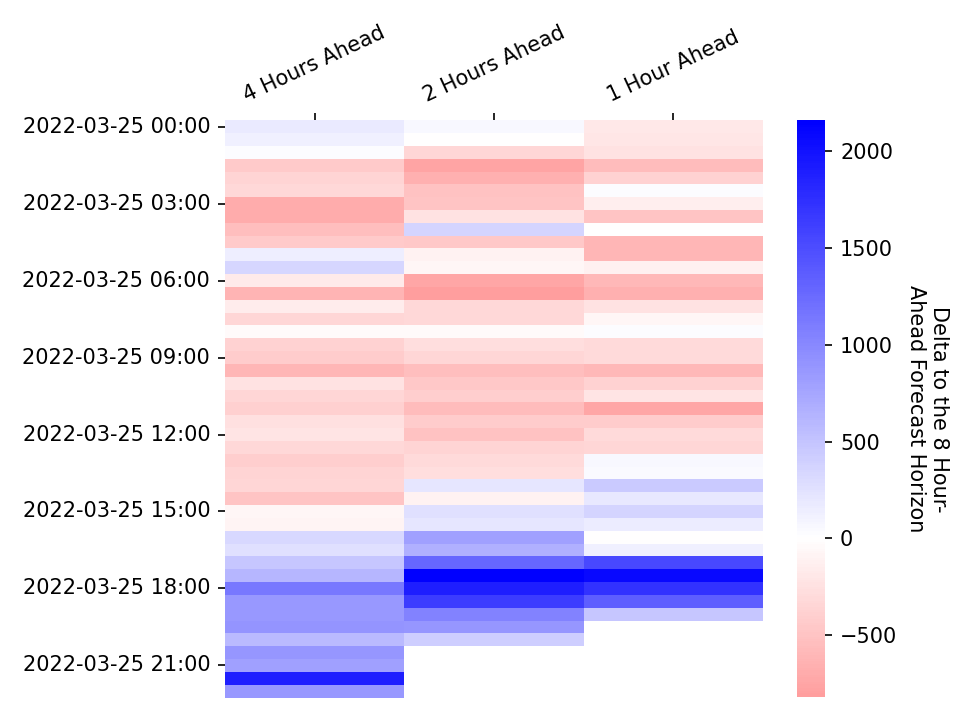 4 Hours Ahead
2 Hours Ahead
1 Hour Ahead
2022-03-25 00:00
2022-03-25 03:00
2022-03-25 06:00
2022-03-25 09:00
2022-03-25 12:00
2022-03-25 15:00
2022-03-25 18:00
2022-03-25 21:00
2000
1500
1000
500
0
−500
Delta to the 8 Hour-
Ahead Forecast Horizon